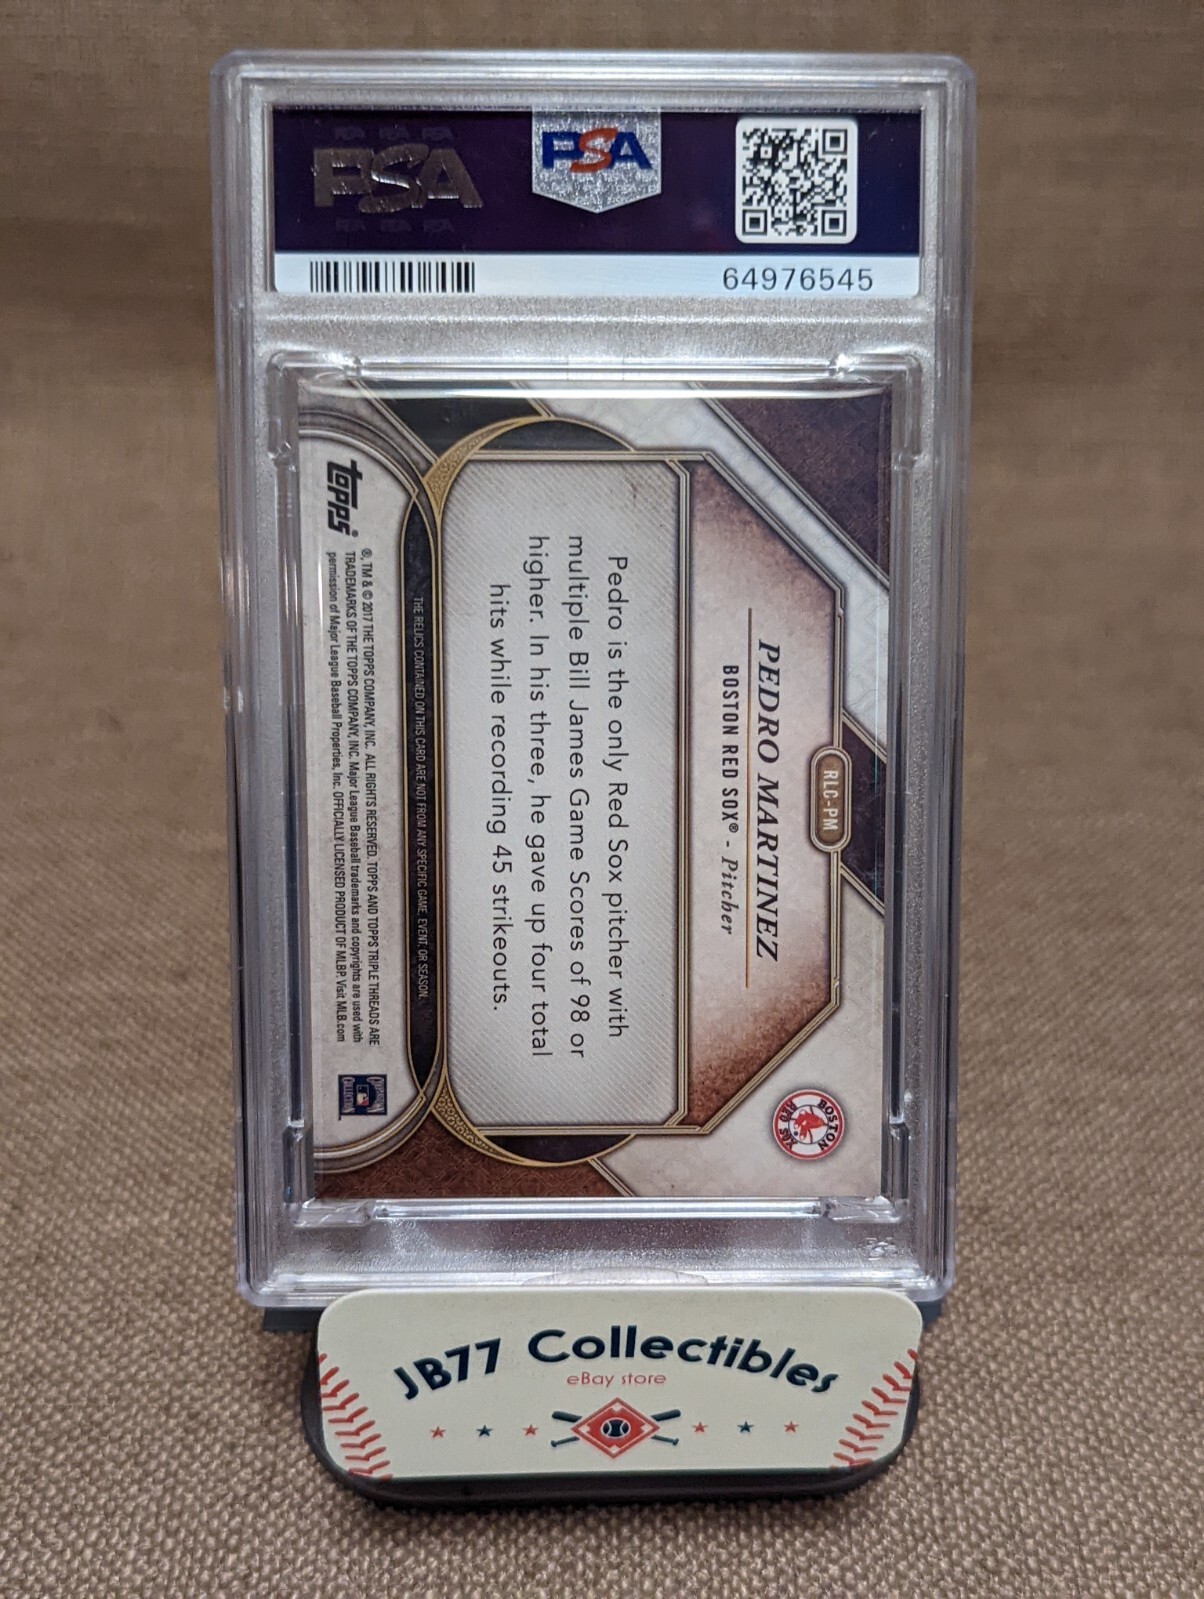 PSA
PSA
64976545
RLC-PM
PEDRO MARTINEZ
BOSTON RED SOX® - Pitcher
BOSTON
RED SOX
Pedro is the only Red Sox pitcher with
multiple Bill James Game Scores of 98 or
higher. In his three, he gave up four total
hits while recording 45 strikeouts.
THE RELICS CONTAINED ON THIS CARD ARE NOT FROM ANY SPECIFIC GAME, EVENT, OR SEASON.
topps®
®, TM & © 2017 THE TOPPS COMPANY, INC. ALL RIGHTS RESERVED. TOPPS AND TOPPS TRIPLE THREADS ARE
TRADEMARKS OF THE TOPPS COMPANY, INC. Major League Baseball trademarks and copyrights are used with
permission of Major League Baseball Properties, Inc. OFFICIALLY LICENSED PRODUCT OF MLBP. Visit MLB.com
COOPERSTOWN
COLLECTION
JB77 Collectibles
eBay store